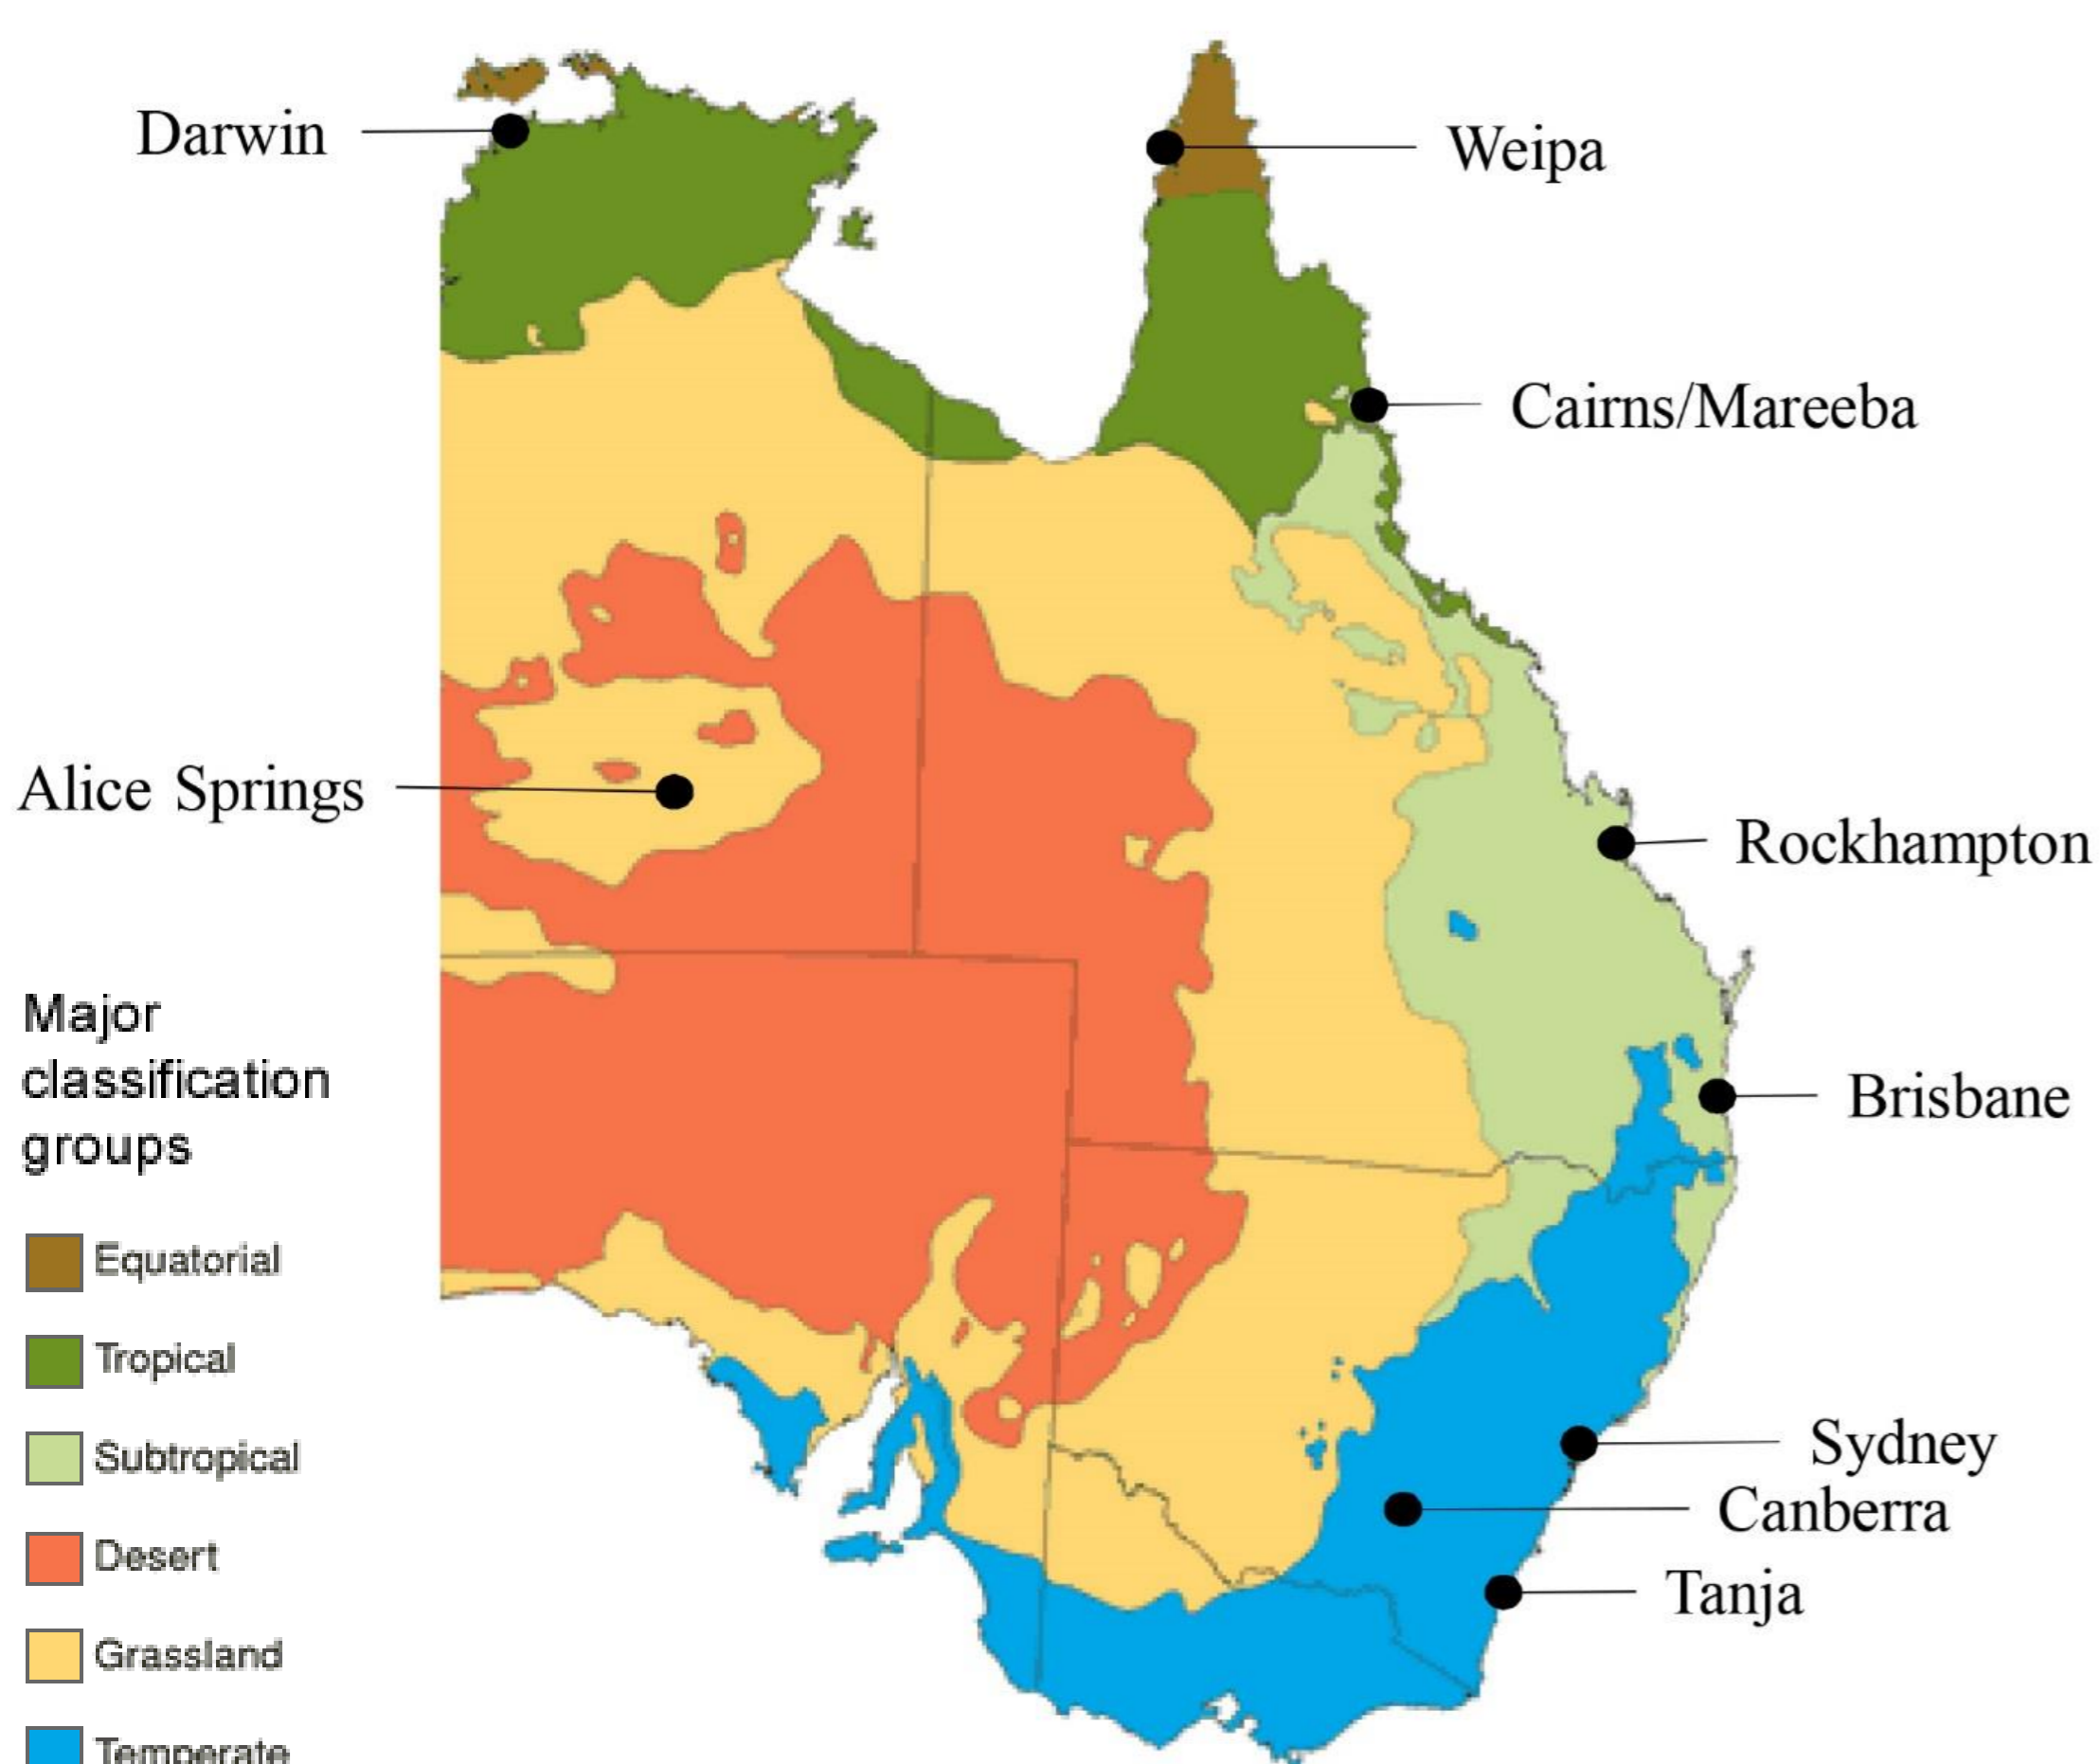 Darwin
Weipa
Cairns/Mareeba
Alice Springs
Rockhampton
Major
classification
groups
Brisbane
Equatorial
Tropical
Subtropical
Sydney
Canberra
Desert
Tanja
Grassland
Temperate